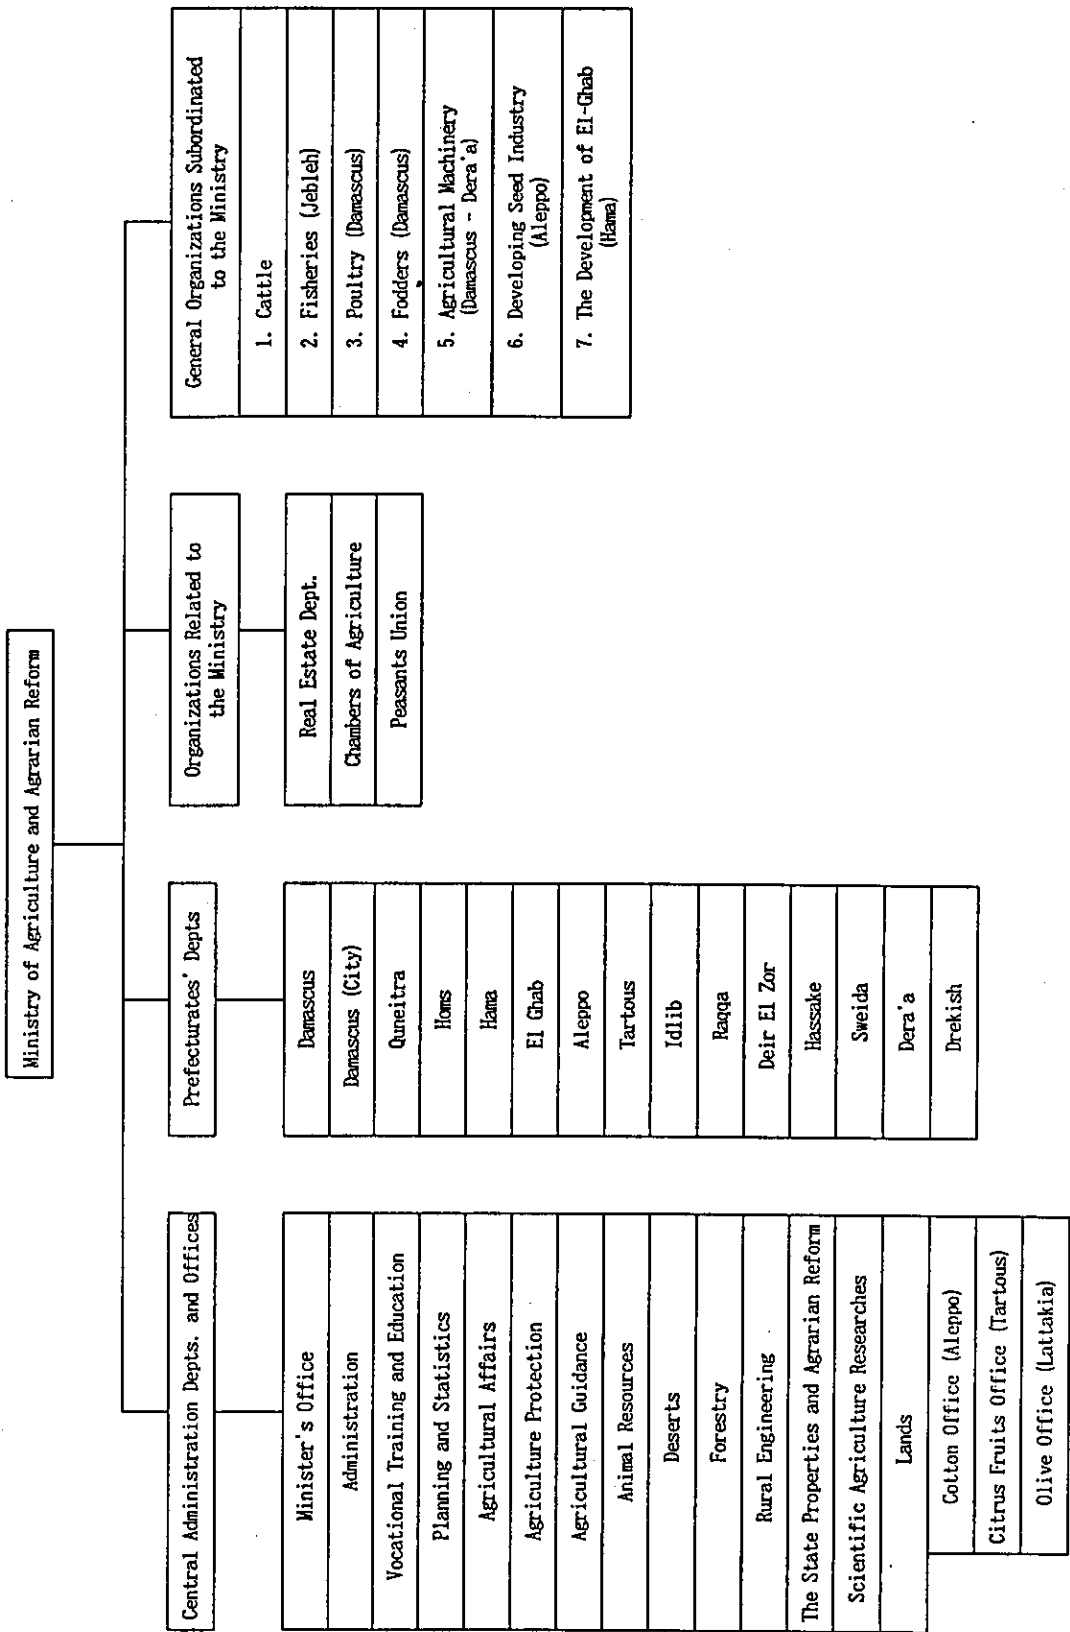 Ministry of Agriculture and Agrarian Reform
Central Administration Depts. and Offices
Minister's Office
Administration
Vocational Training and Education
Planning and Statistics
Agricultural Affairs
Agriculture Protection
Agricultural Guidance
Animal Resources
Deserts
Forestry
Rural Engineering
The State Properties and Agrarian Reform
Scientific Agriculture Researches
Lands
Cotton Office (Aleppo)
Citrus Fruits Office (Tartous)
Olive Office (Lattakia)
Prefecturates' Depts
Damascus
Damascus (City)
Quneitra
Homs
Hama
El Ghab
Aleppo
Tartous
Idlib
Raqqa
Deir El Zor
Hassake
Sweida
Dera'a
Drekish
Organizations Related to
the Ministry
Real Estate Dept.
Chambers of Agriculture
Peasants Union
General Organizations Subordinated
to the Ministry
1. Cattle
2. Fisheries (Jebleh)
3. Poultry (Damascus)
4. Fodders (Damascus)
5. Agricultural Machinery
(Damascus - Dera'a)
6. Developing Seed Industry
(Aleppo)
7. The Development of El-Ghab
(Hama)